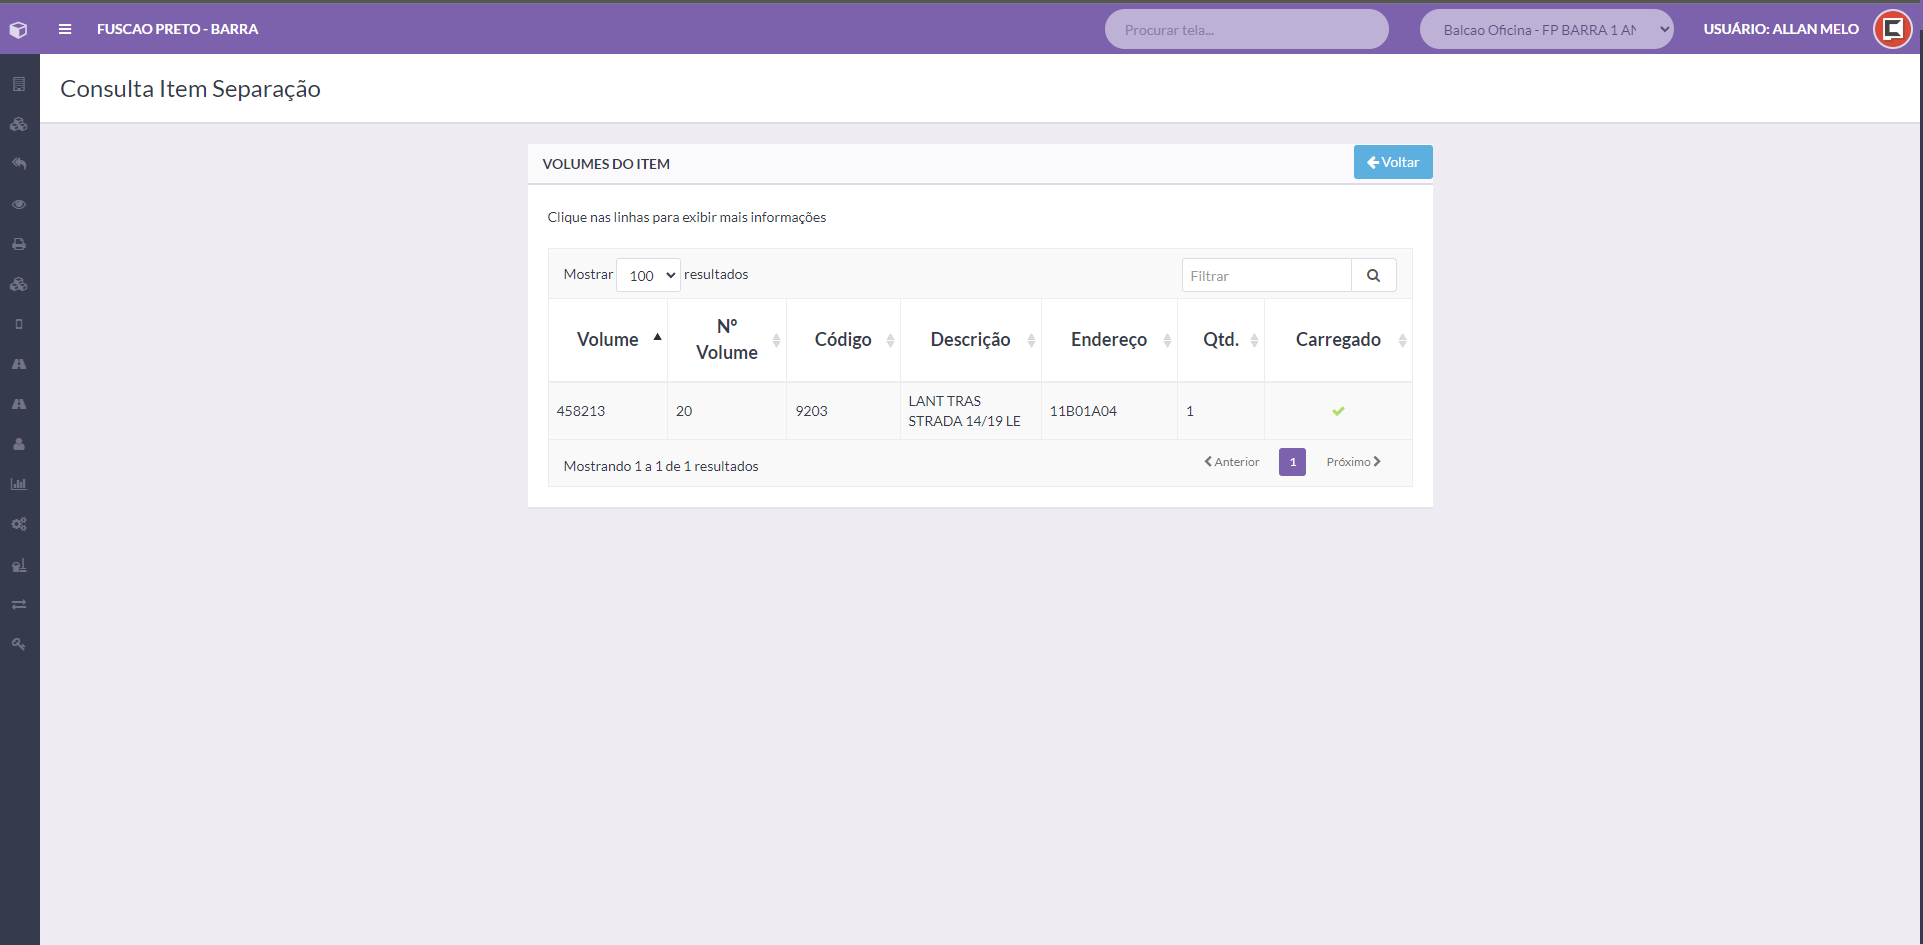 FUSCAO PRETO - BARRA
Procurar tela...
Balcao Oficina - FP BARRA 1 AN
USUÁRIO: ALLAN MELO
Consulta Item Separação
VOLUMES DO ITEM
Voltar
Clique nas linhas para exibir mais informações
Mostrar 100 resultados
Filtrar
Volume
Nº
Volume
Código
Descrição
Endereço
Qtd.
Carregado
458213
20
9203
LANT TRAS
STRADA 14/19 LE
11B01A04
1
Mostrando 1 a 1 de 1 resultados
Anterior
1
Próximo